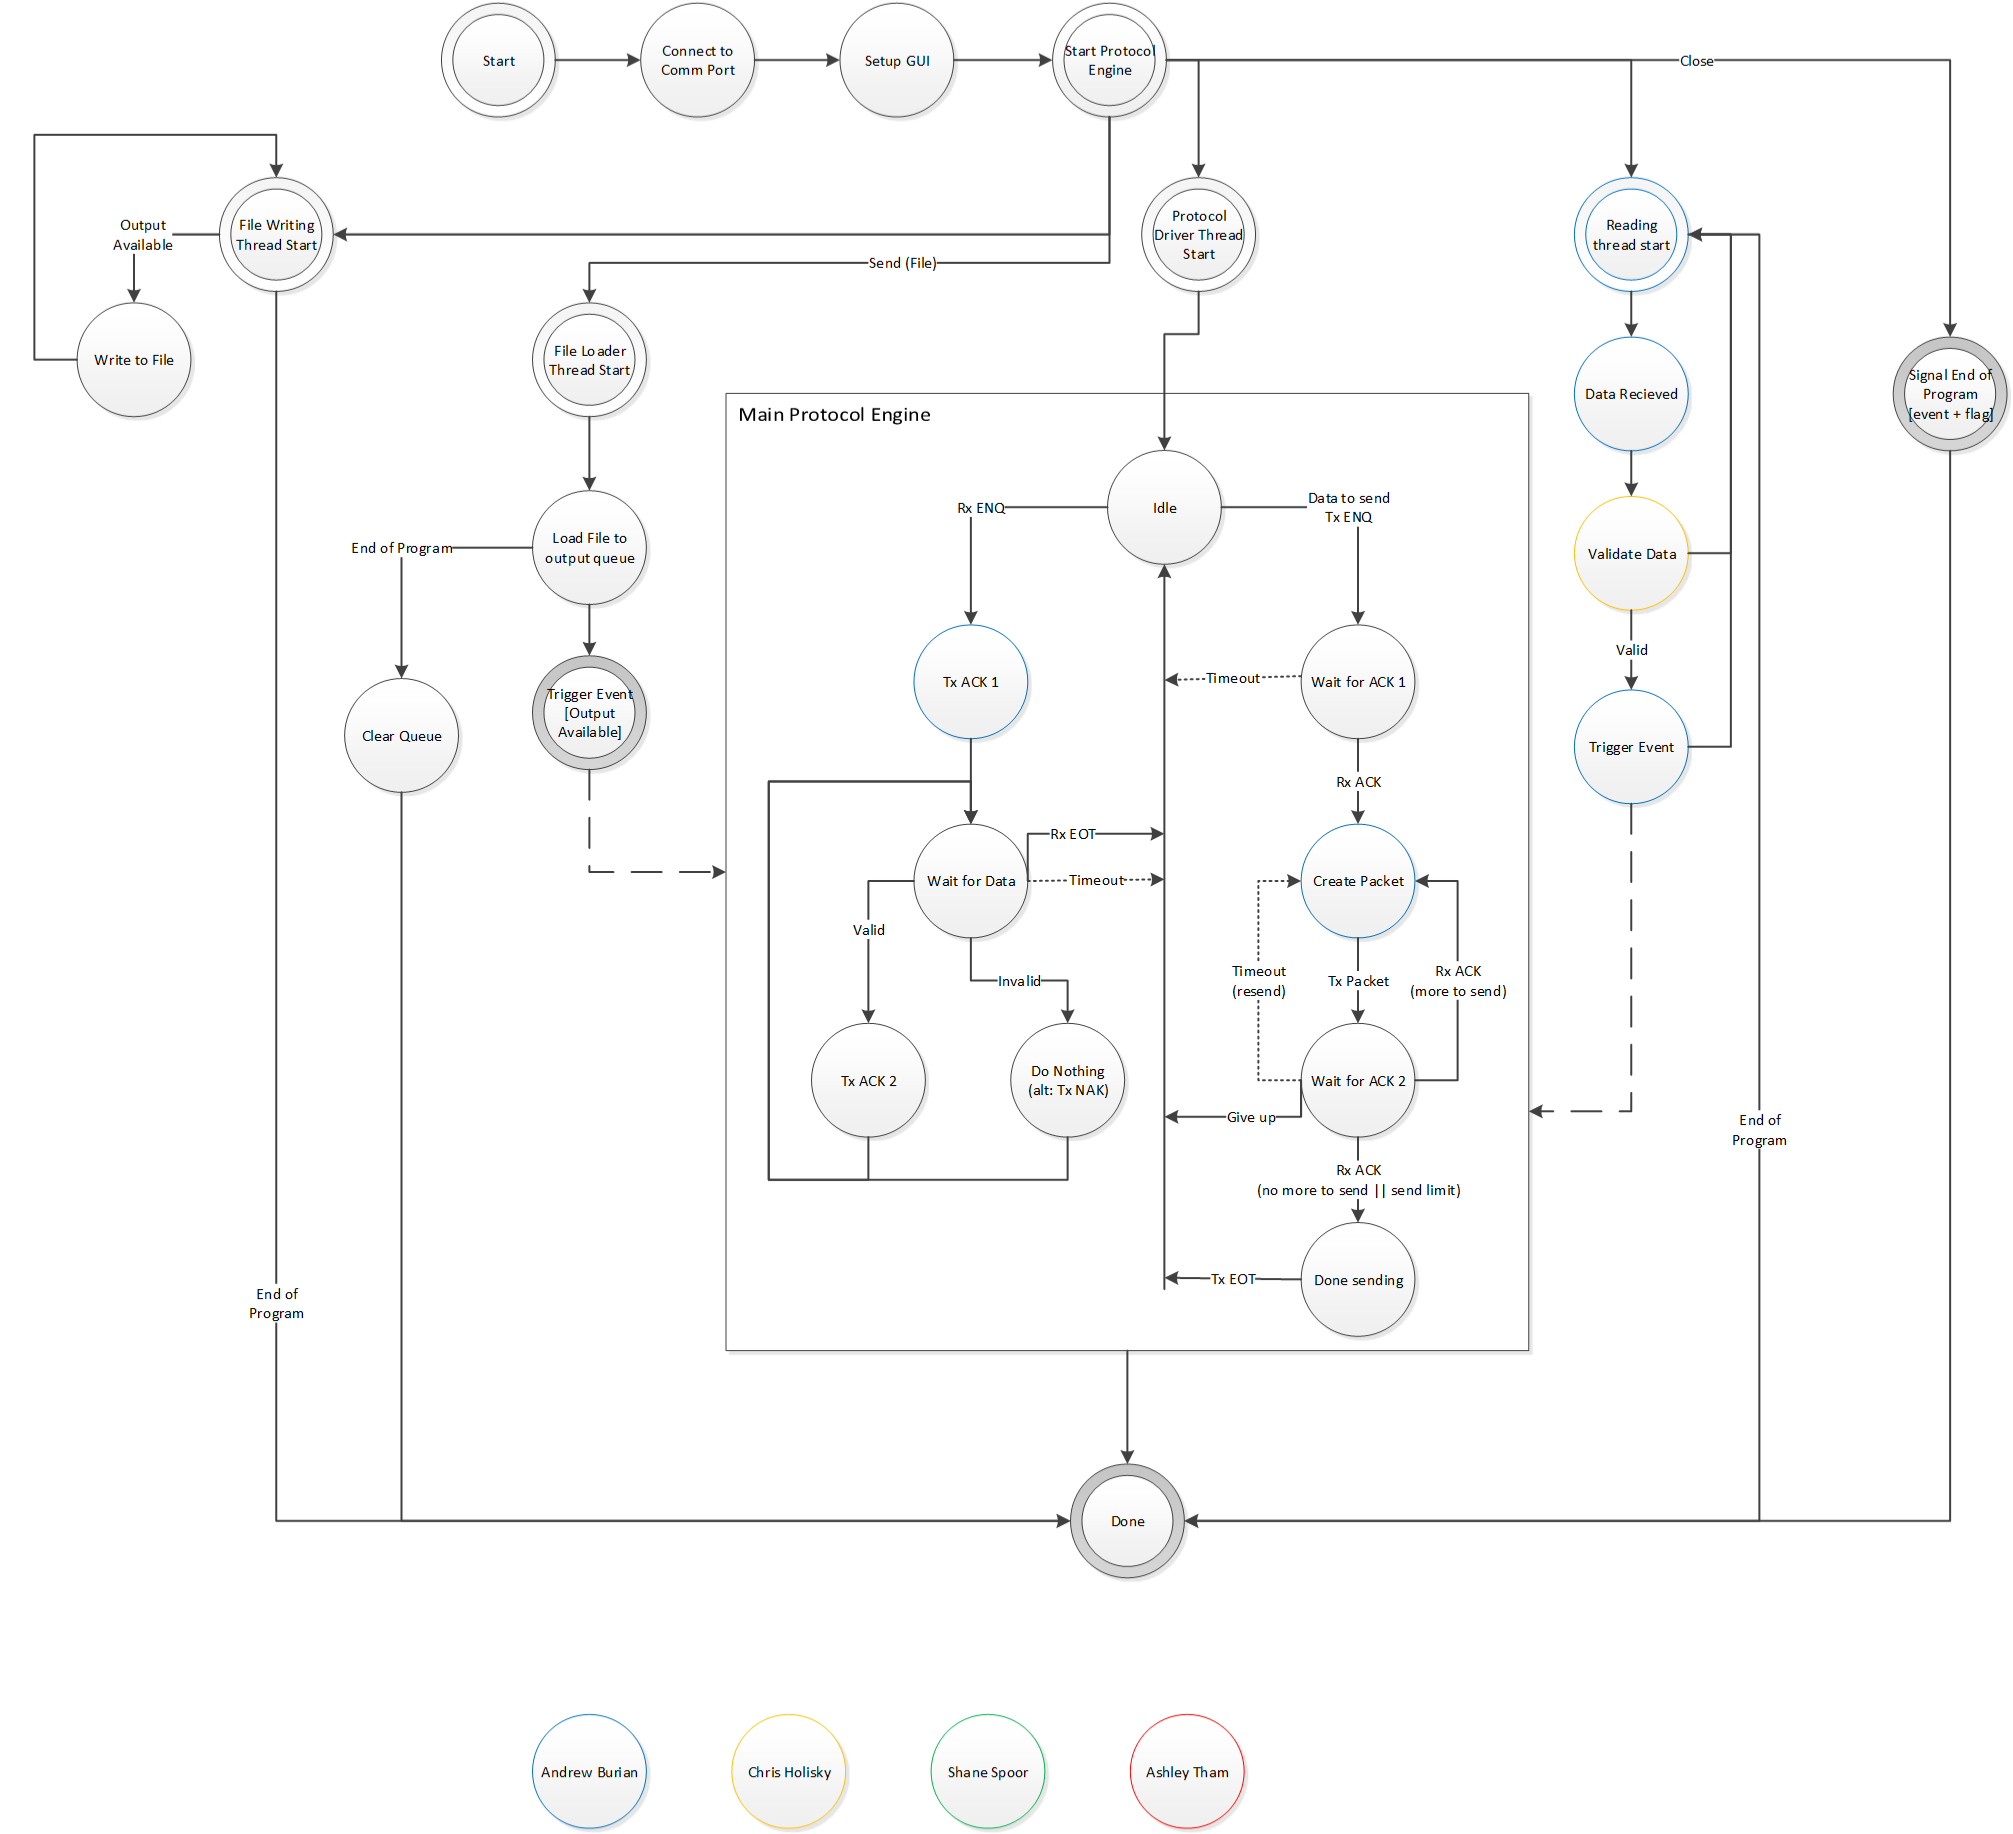 Start
Connect to
Comm Port
Setup GUI
Start Protocol
Engine
Close
Output
Available
File Writing
Thread Start
Protocol
Driver Thread
Start
Reading
thread start
Send (File)
Write to File
File Loader
Thread Start
Data Recieved
Signal End of
Program
[event + flag]
Main Protocol Engine
Rx ENQ
Idle
Data to send
Tx ENQ
End of Program
Load File to
output queue
Validate Data
Valid
Tx ACK 1
Timeout
Wait for ACK 1
Clear Queue
Trigger Event
[Output
Available]
Trigger Event
Rx ACK
Rx EOT
Wait for Data
Timeout
Create Packet
Valid
Invalid
Timeout
(resend)
Tx Packet
Rx ACK
(more to send)
Tx ACK 2
Do Nothing
(alt: Tx NAK)
Wait for ACK 2
Give up
End of
Program
Rx ACK
(no more to send || send limit)
Tx EOT
Done sending
End of
Program
Done
Andrew Burian
Chris Holisky
Shane Spoor
Ashley Tham